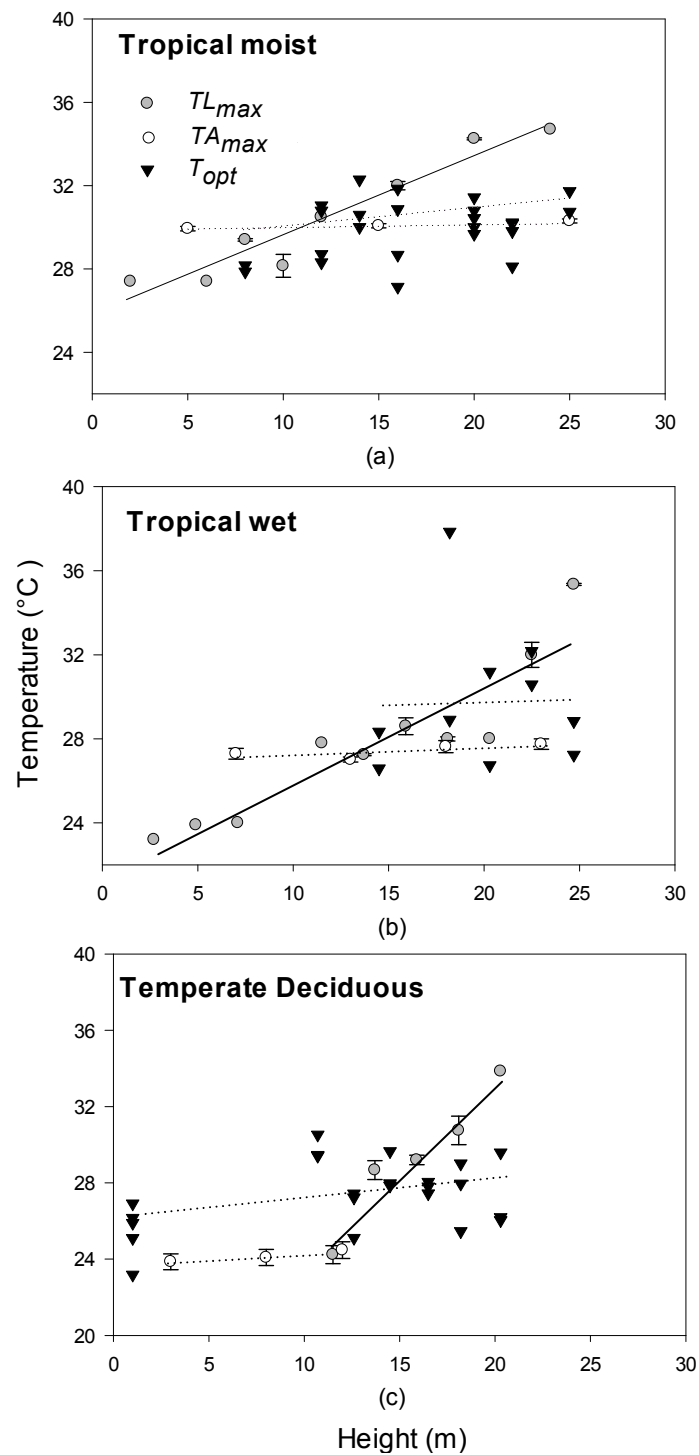 40
Tropical moist
36
TLmax
TAmax
Topt
32
28
24
0 5 10 15 20 25 30
(a)
40
Tropical wet
36
32
28
24
0 5 10 15 20 25 30
(b)
Temperature (°C )
40
Temperate Deciduous
36
32
28
24
20
0 5 10 15 20 25 30
(c)
Height (m)